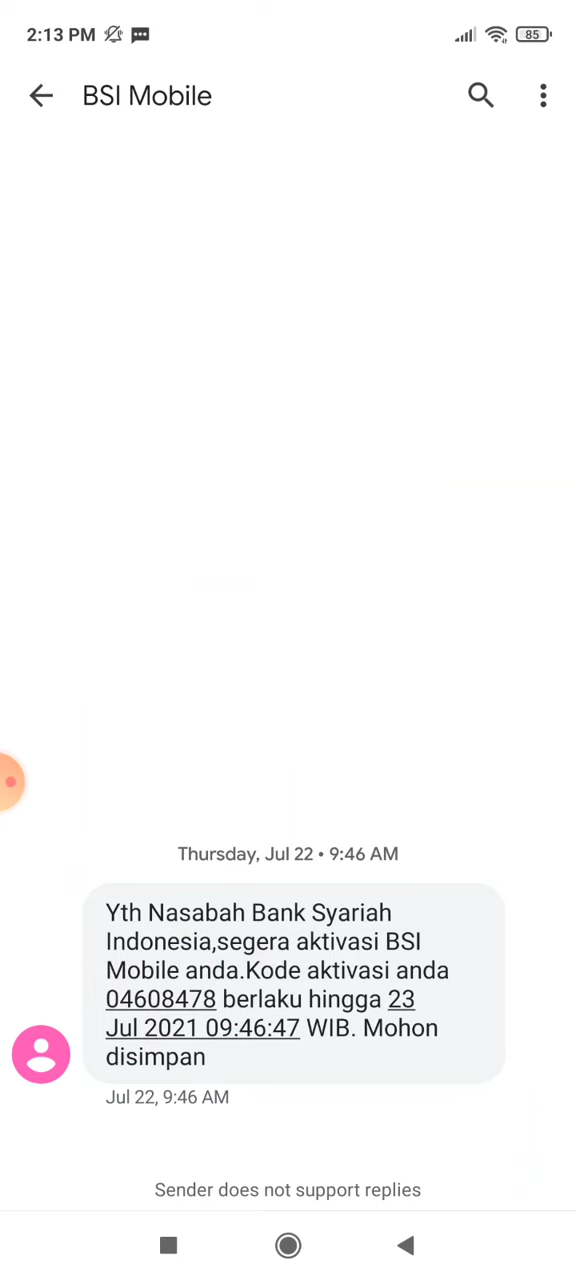 2:13 PM
85
BSI Mobile
Thursday, Jul 22 • 9:46 AM
Yth Nasabah Bank Syariah
Indonesia,segera aktivasi BSI
Mobile anda.Kode aktivasi anda
04608478 berlaku hingga 23
Jul 2021 09:46:47 WIB. Mohon
disimpan
Jul 22, 9:46 AM
Sender does not support replies